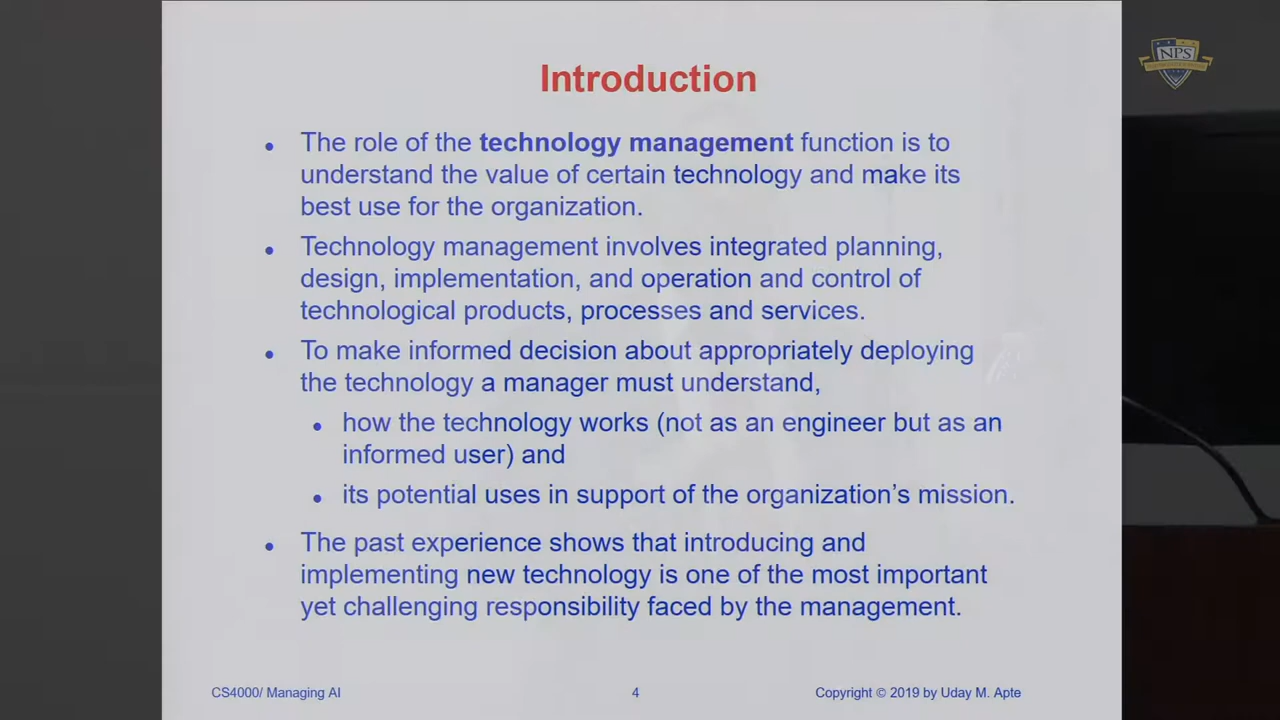 Introduction
The role of the technology management function is to
understand the value of certain technology and make its
best use for the organization.
Technology management involves integrated planning,
design, implementation, and operation and control of
technological products, processes and services.
To make informed decision about appropriately deploying
the technology a manager must understand,
how the technology works (not as an engineer but as an
informed user) and
its potential uses in support of the organization's mission.
The past experience shows that introducing and
implementing new technology is one of the most important
yet challenging responsibility faced by the management.
CS4000/ Managing AI
4
Copyright © 2019 by Uday M. Apte
NPS